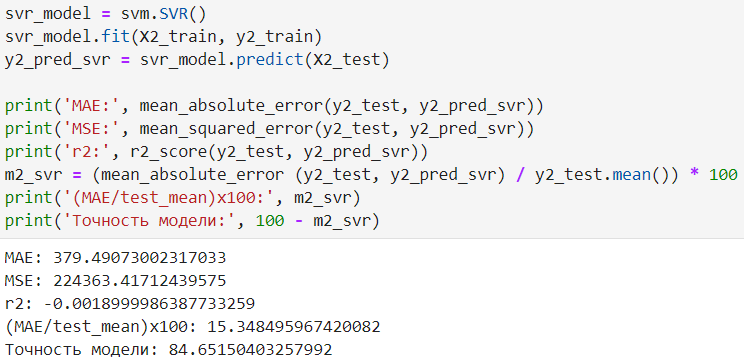 svr_model = svm.SVR()
svr_model.fit(X2_train, y2_train)
y2_pred_svr = svr_model.predict(X2_test)
print('MAE:', mean_absolute_error(y2_test, y2_pred_svr))
print('MSE:', mean_squared_error(y2_test, y2_pred_svr))
print('r2:', r2_score(y2_test, y2_pred_svr))
m2_svr = (mean_absolute_error (y2_test, y2_pred_svr) / y2_test.mean()) * 100
print('(MAE/test_mean)x100:', m2_svr)
print('Точность модели:', 100 - m2_svr)
MAE: 379.49073002317033
MSE: 224363.41712439575
r2: -0.0018999986387733259
(MAE/test_mean)x100: 15.348495967420082
Точность модели: 84.65150403257992